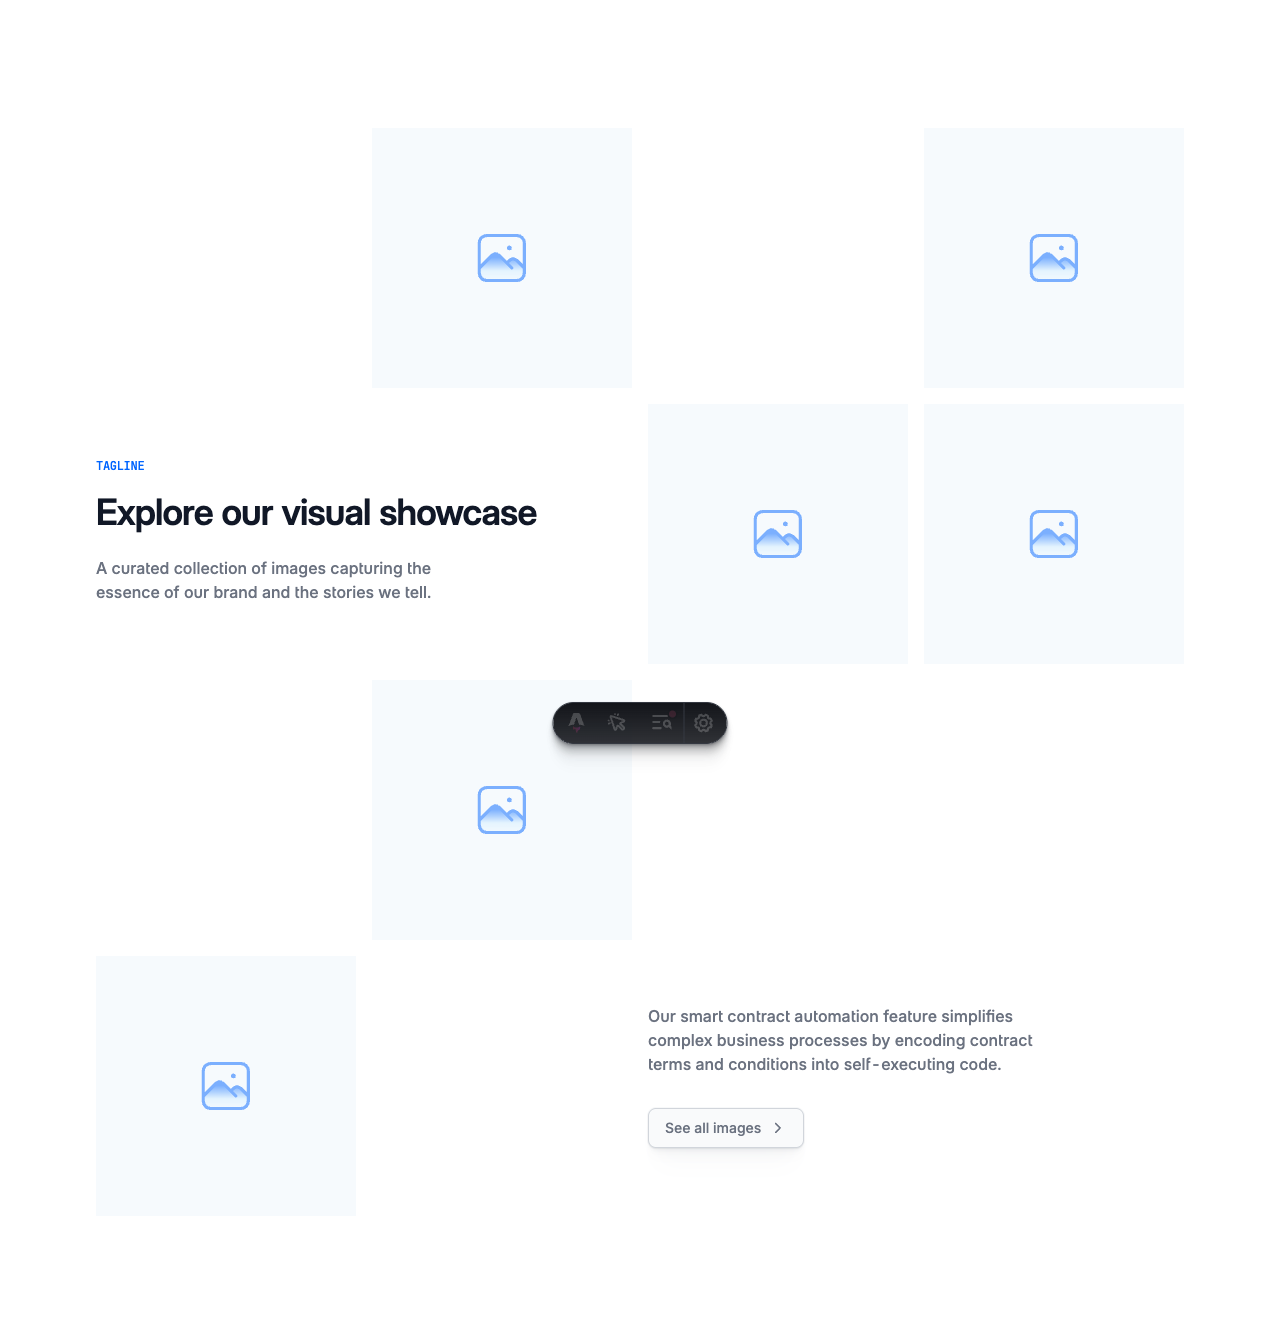 TAGLINE
Explore our visual showcase
A curated collection of images capturing the
essence of our brand and the stories we tell.
Our smart contract automation feature simplifies
complex business processes by encoding contract
terms and conditions into self-executing code.
See all images